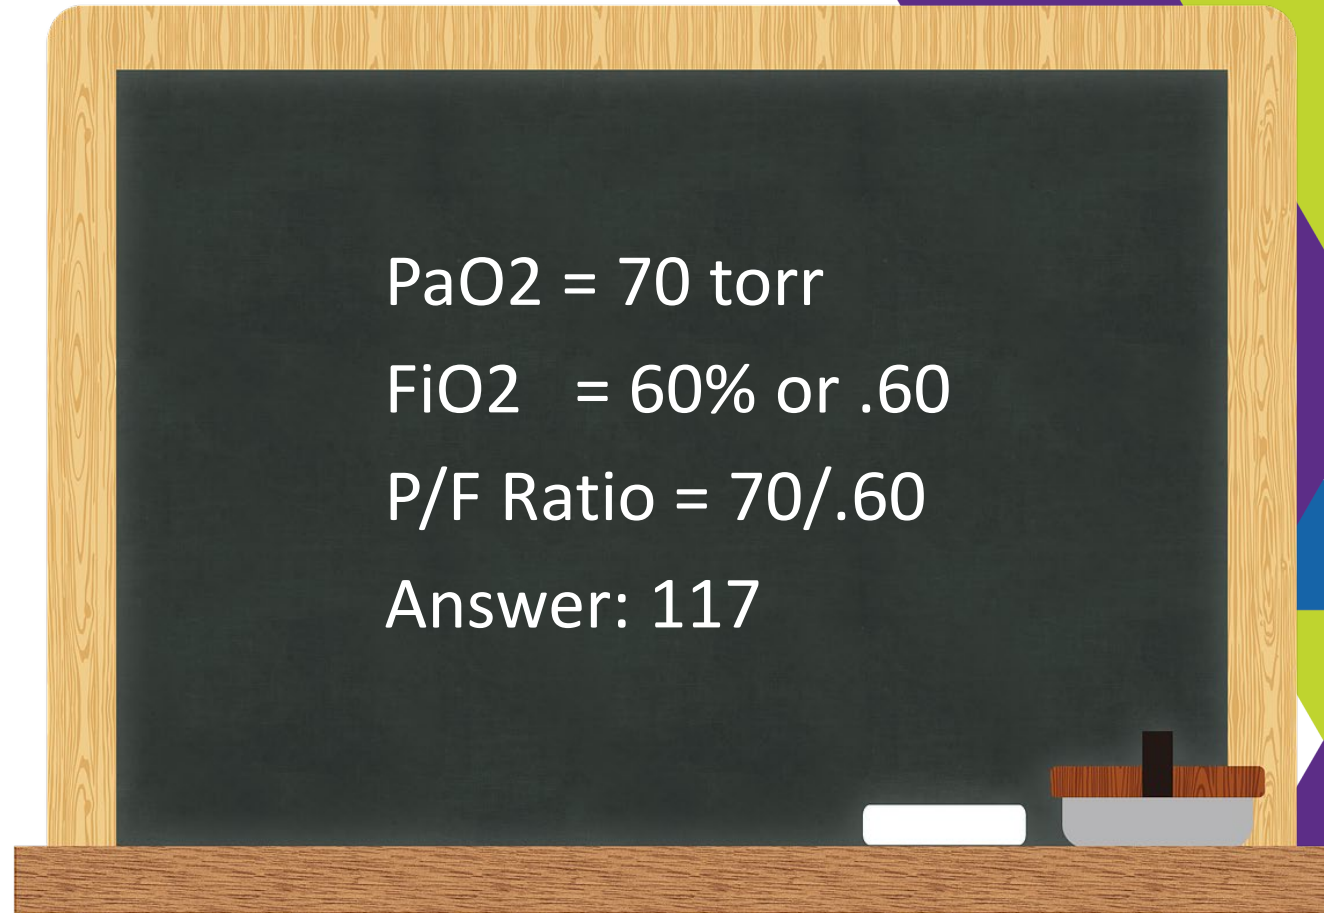 PaO2 = 70 torr
FiO2 = 60% or .60
P/F Ratio = 70/.60
Answer: 117